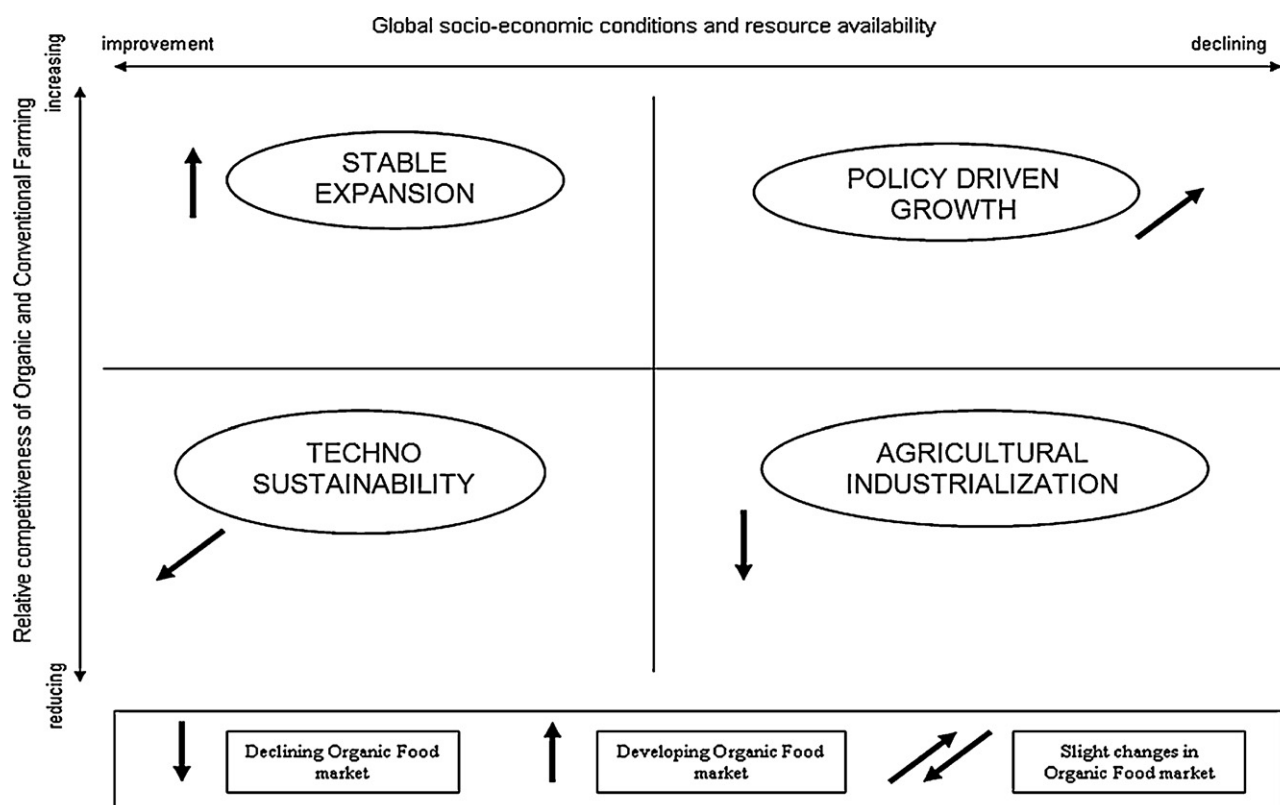 Global socio-economic conditions and resource availability
improvement
declining
increasing
Relative competitiveness of Organic and Conventional Farming
reducing
STABLE
EXPANSION
POLICY DRIVEN
GROWTH
TECHNO
SUSTAINABILITY
AGRICULTURAL
INDUSTRIALIZATION
Declining Organic Food
market
Developing Organic Food
market
Slight changes in
Organic Food market